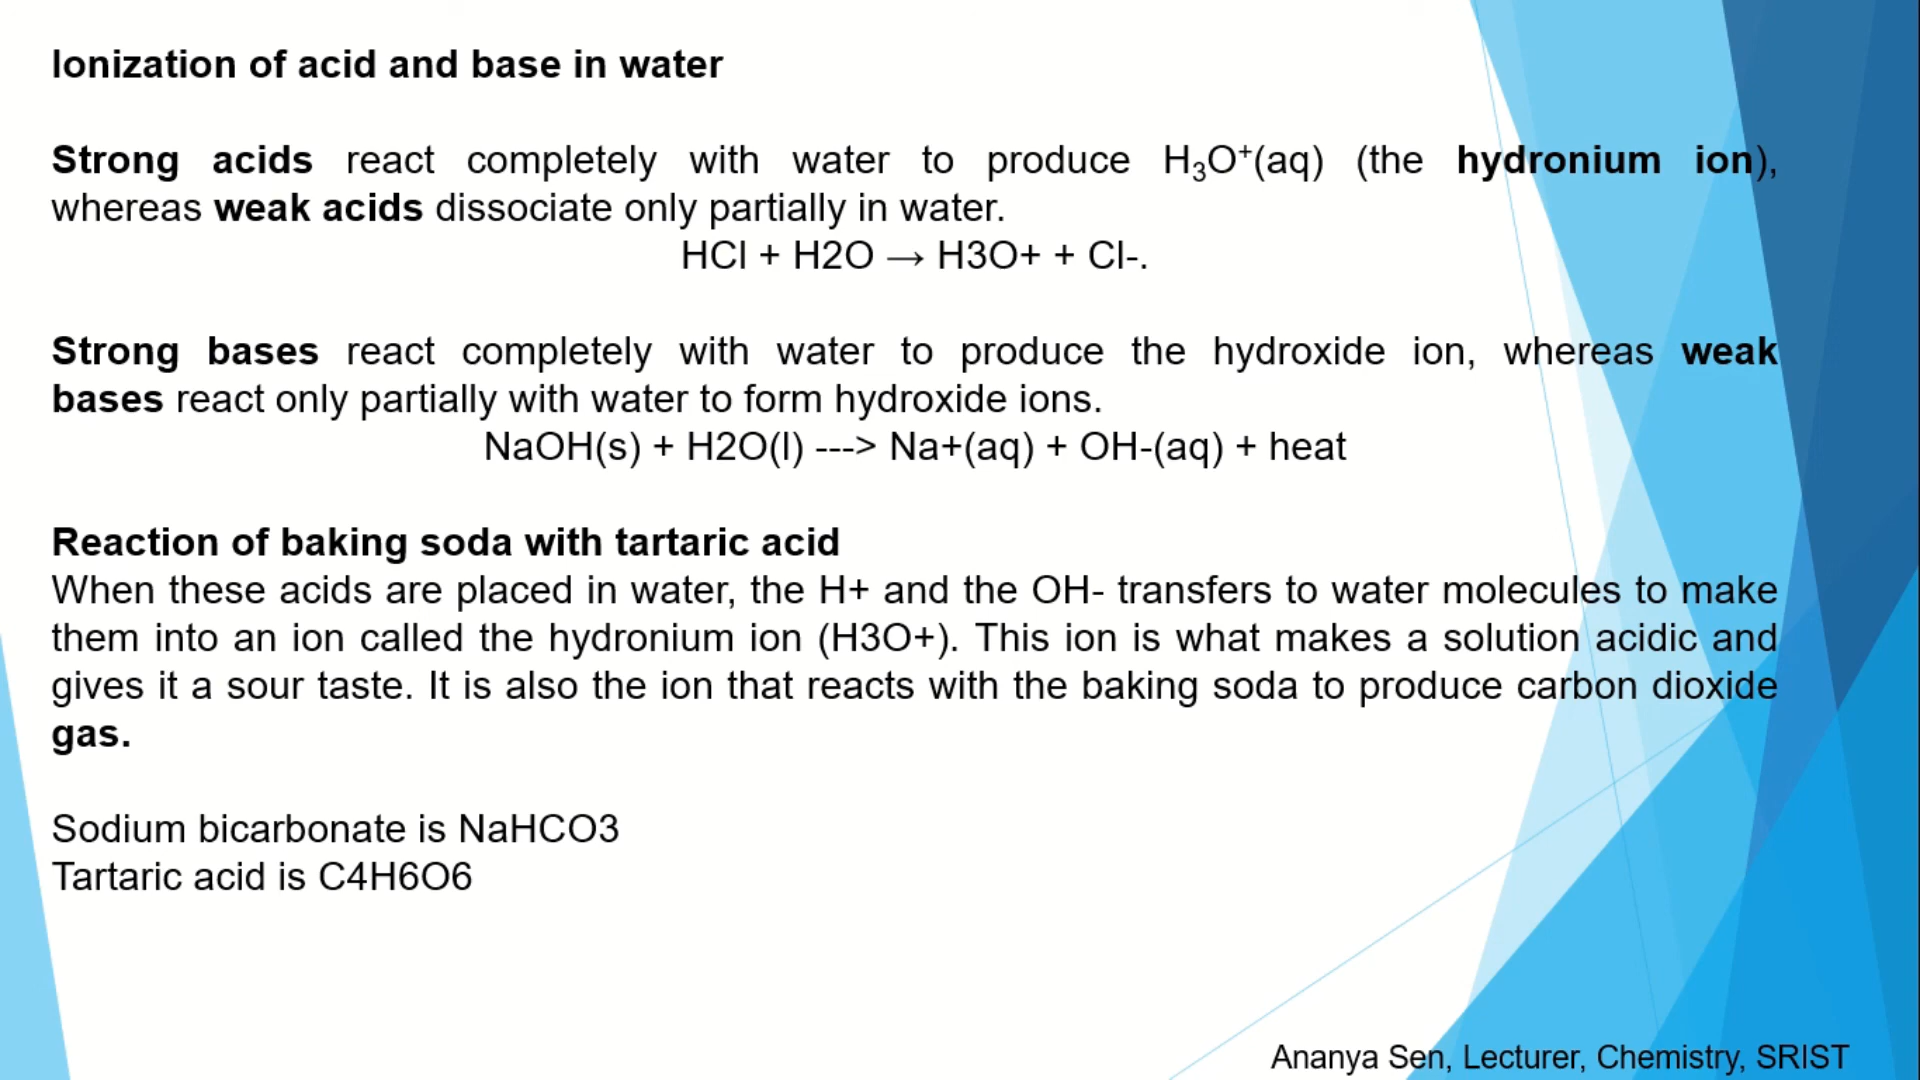 Ionization of acid and base in water
Strong acids react completely with water to produce H₃O⁺(aq) (the hydronium ion),
whereas weak acids dissociate only partially in water.
HCl + H2O → H3O+ + Cl-.
Strong bases react completely with water to produce the hydroxide ion, whereas weak
bases react only partially with water to form hydroxide ions.
NaOH(s) + H2O(l) ---> Na+(aq) + OH-(aq) + heat
Reaction of baking soda with tartaric acid
When these acids are placed in water, the H+ and the OH- transfers to water molecules to make
them into an ion called the hydronium ion (H3O+). This ion is what makes a solution acidic and
gives it a sour taste. It is also the ion that reacts with the baking soda to produce carbon dioxide
gas.
Sodium bicarbonate is NaHCO3
Tartaric acid is C4H6O6
Ananya Sen, Lecturer, Chemistry, SRIST